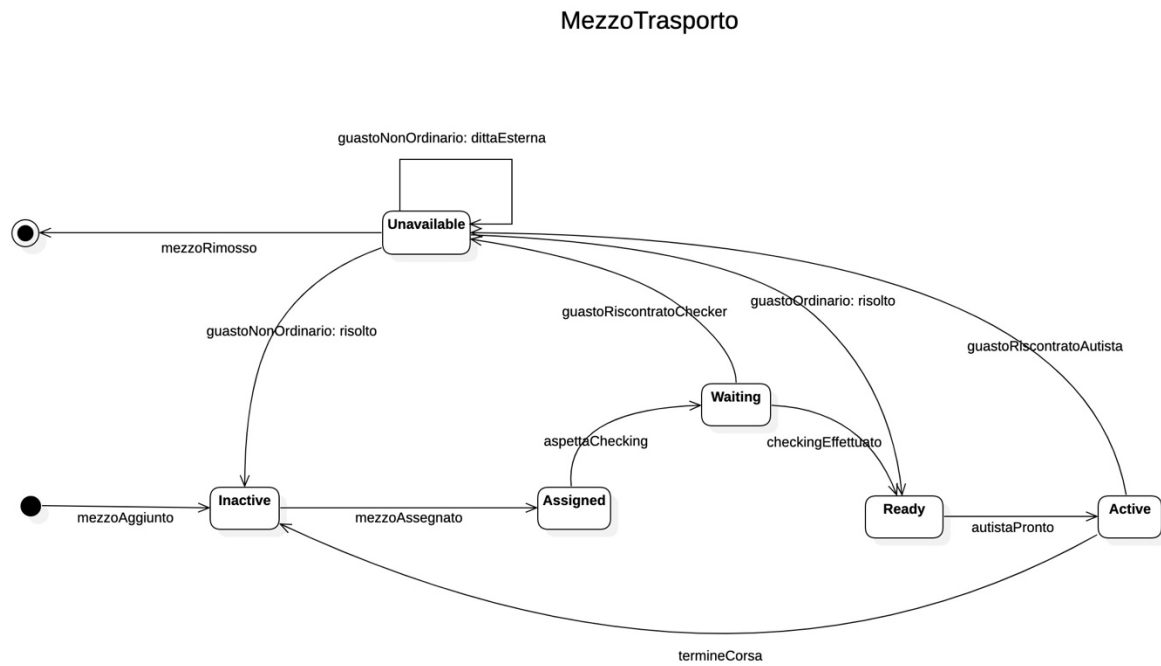 MezzoTrasporto
guastoNonOrdinario: dittaEsterna
Unavailable
mezzoRimosso
guastoOrdinario: risolto
guastoRiscontratoChecker
guastoNonOrdinario: risolto
guastoRiscontratoAutista
Waiting
aspettaChecking
checkingEffettuato
Inactive
Assigned
Ready
Active
mezzoAggiunto
mezzoAssegnato
autistaPronto
termineCorsa